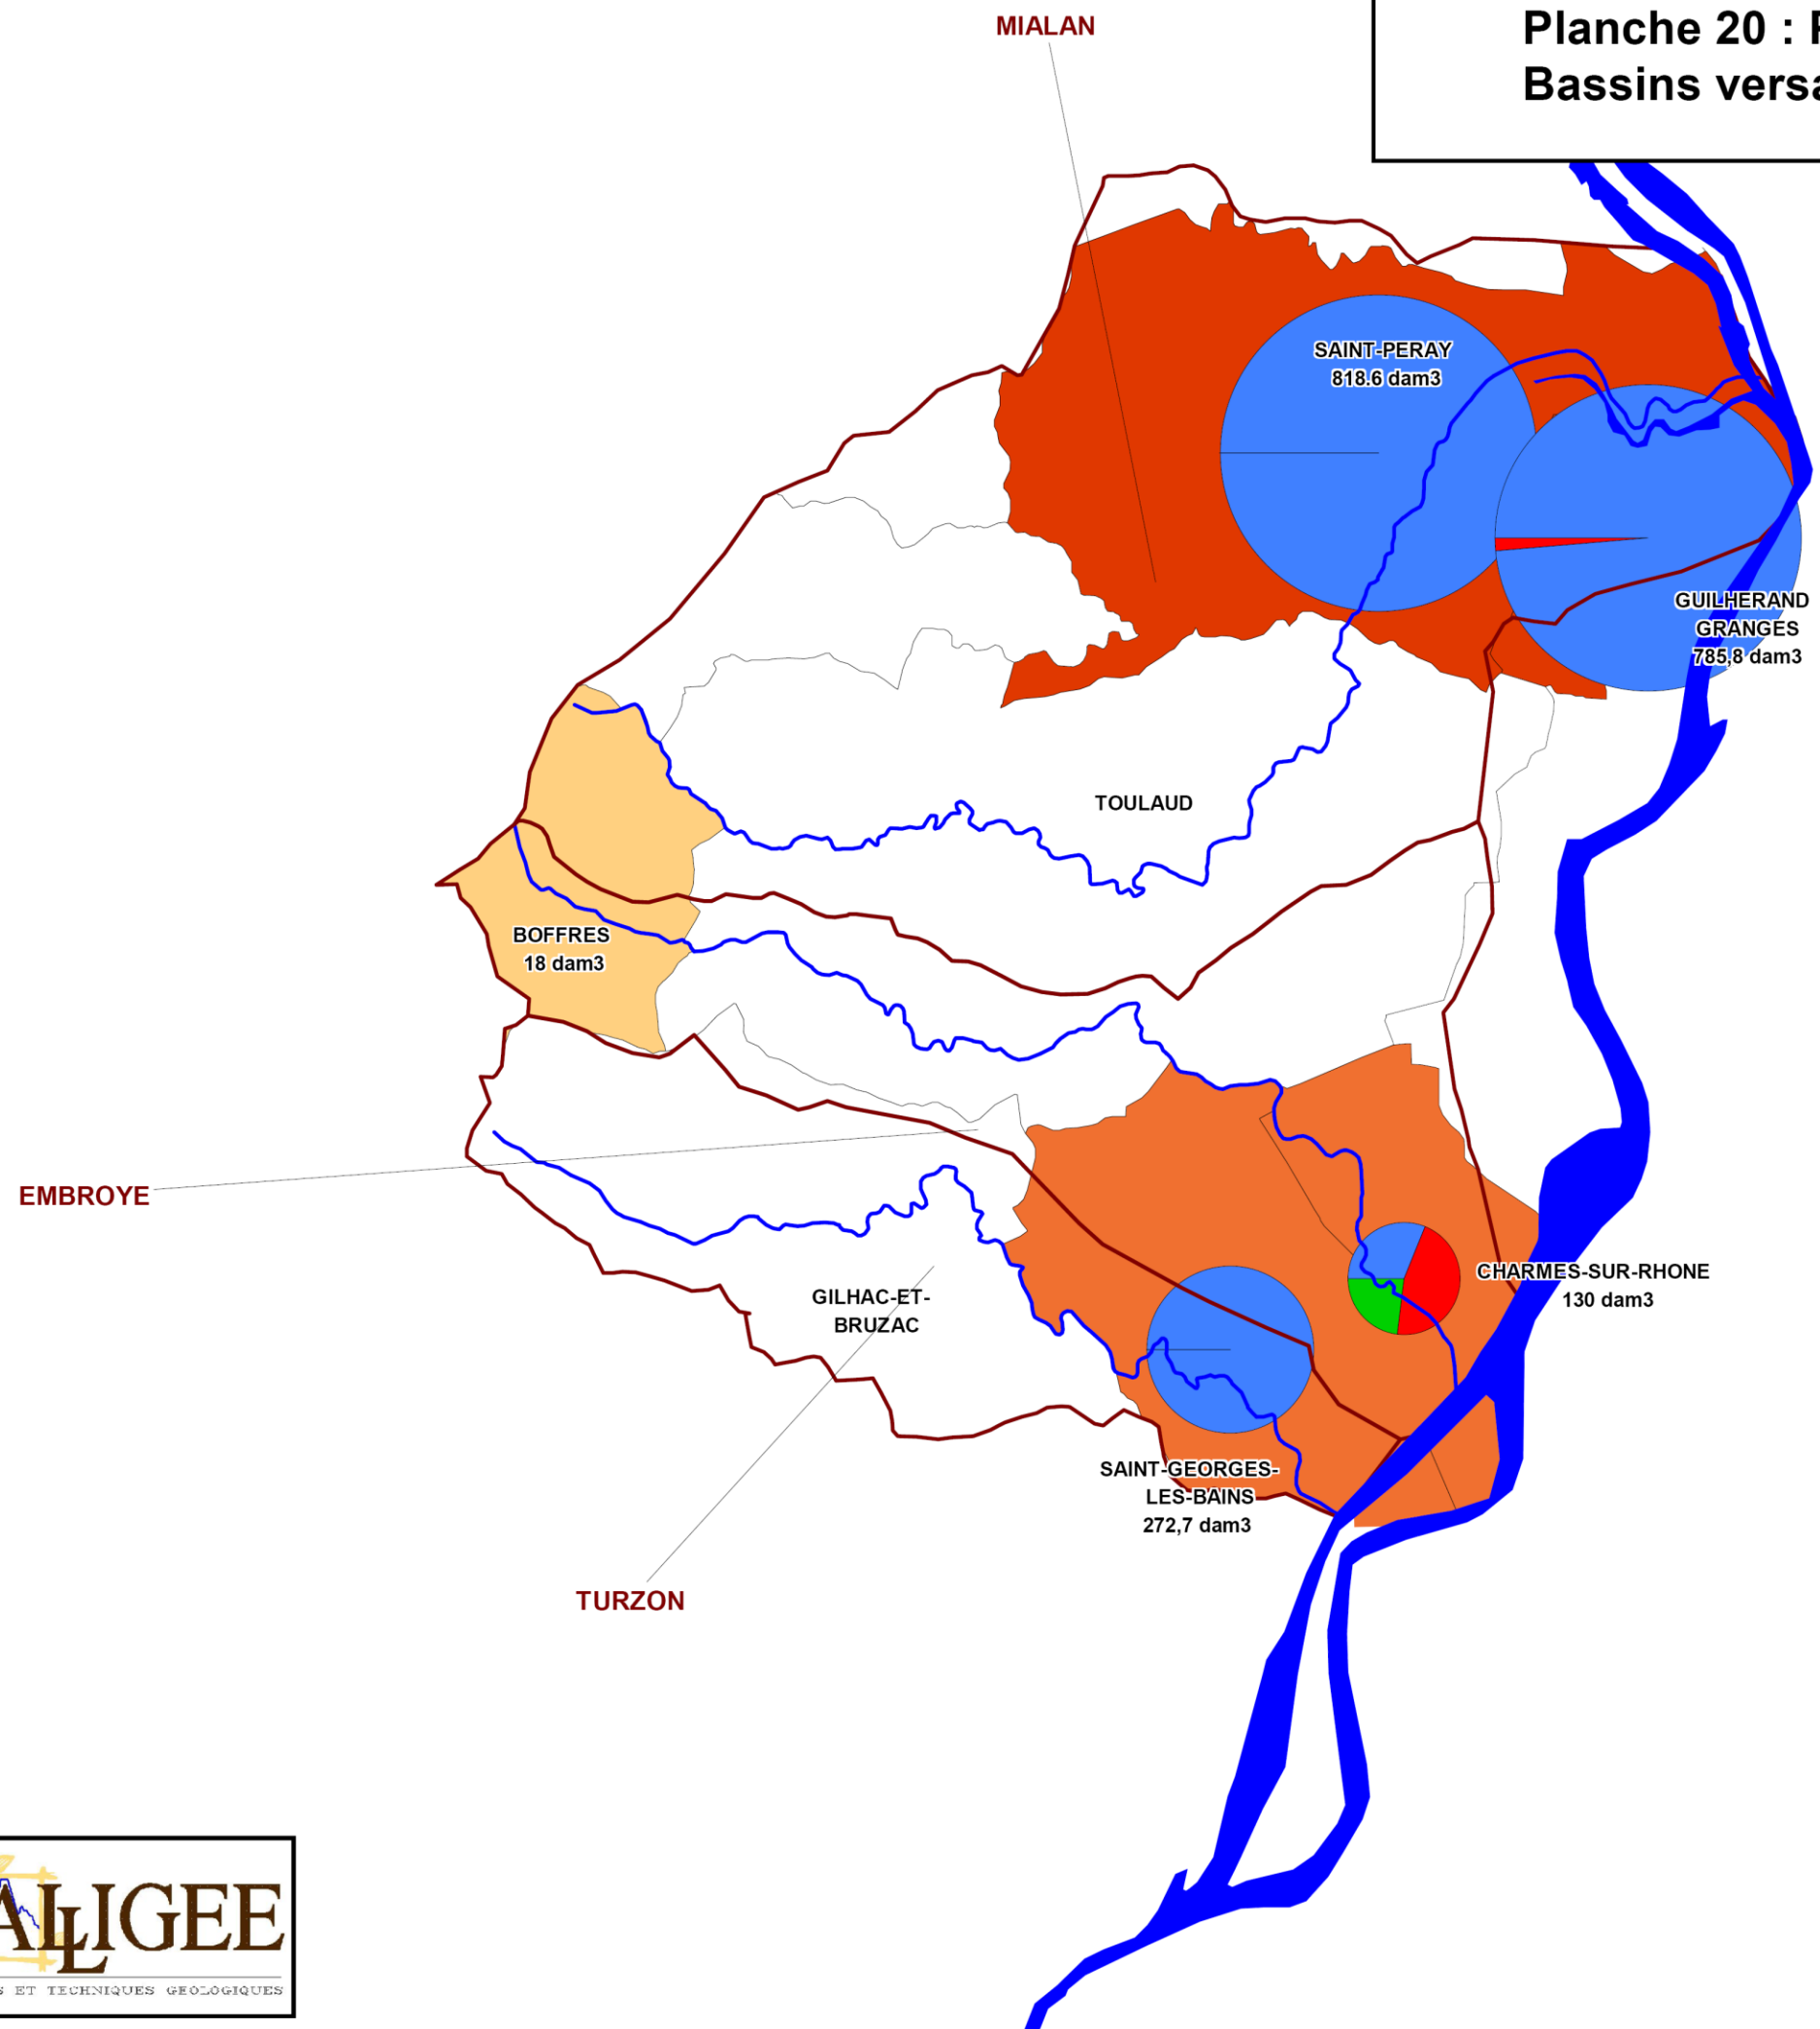 MIALAN
Planche 20 :
Bassins
SAINT-PERAY
818.6 dam3
GUILHERAND
GRANGES
785,8 dam3
TOULAUD
BOFFRES
18 dam3
EMBROYE
CHARMES-SUR-RHONE
130 dam3
GILHAC-ET-
BRUZAC
SAINT-GEORGES-
LES-BAINS
272,7 dam3
TURZON
ALLIGEE
ET TECHNIQUES GEOLOGIQUES